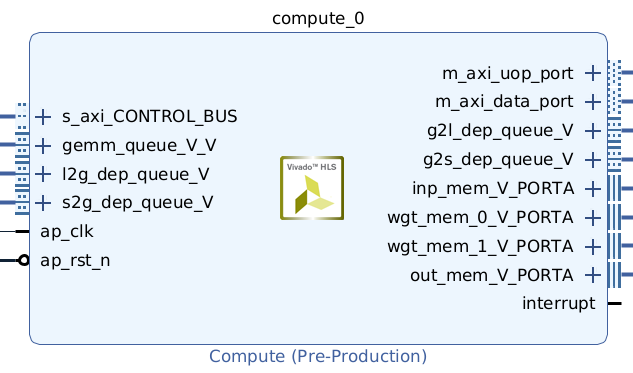 compute_0
s_axi_CONTROL_BUS
gemm_queue_V_V
l2g_dep_queue_V
s2g_dep_queue_V
ap_clk
ap_rst_n
Vivado™ HLS
m_axi_uop_port
m_axi_data_port
g2l_dep_queue_V
g2s_dep_queue_V
inp_mem_V_PORTA
wgt_mem_0_V_PORTA
wgt_mem_1_V_PORTA
out_mem_V_PORTA
interrupt
Compute (Pre-Production)